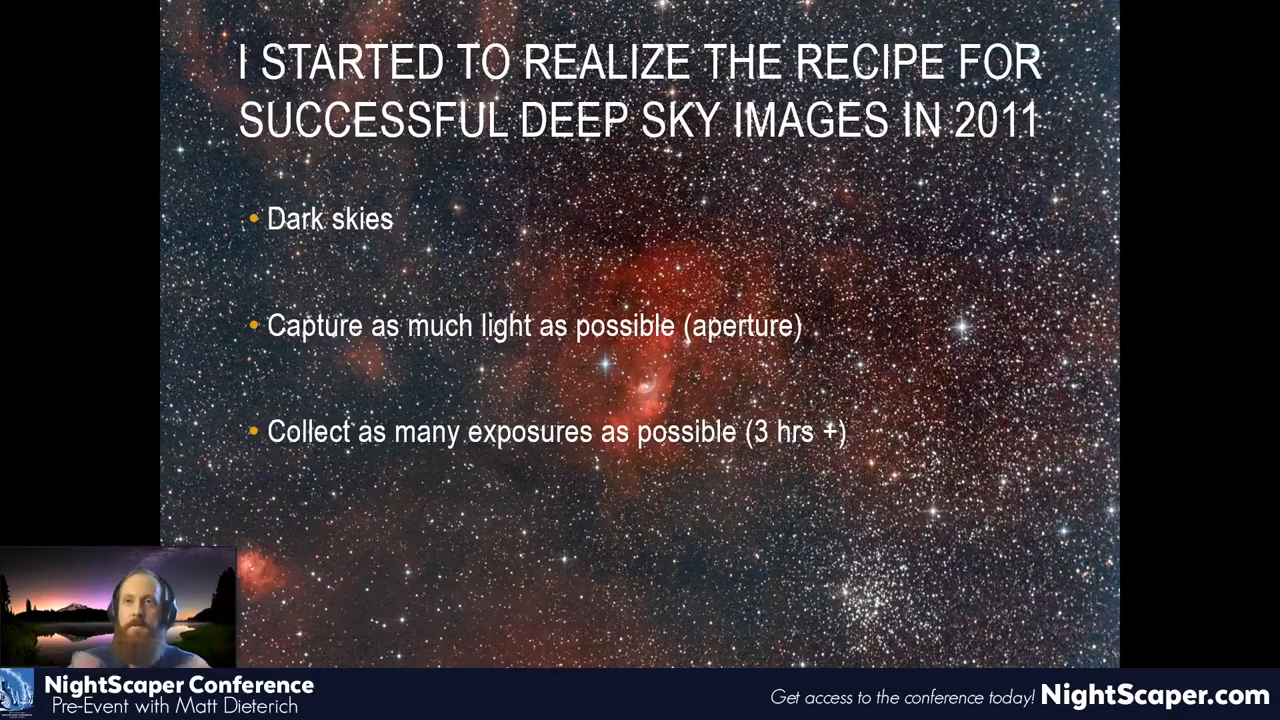 I STARTED TO REALIZE THE RECIPE FOR
SUCCESSFUL DEEP SKY IMAGES IN 2011
• Dark skies
• Capture as much light as possible (aperture)
• Collect as many exposures as possible (3 hrs +)
NightScaper Conference
Pre-Event with Matt Dieterich
Get access to the conference today! NightScaper.com